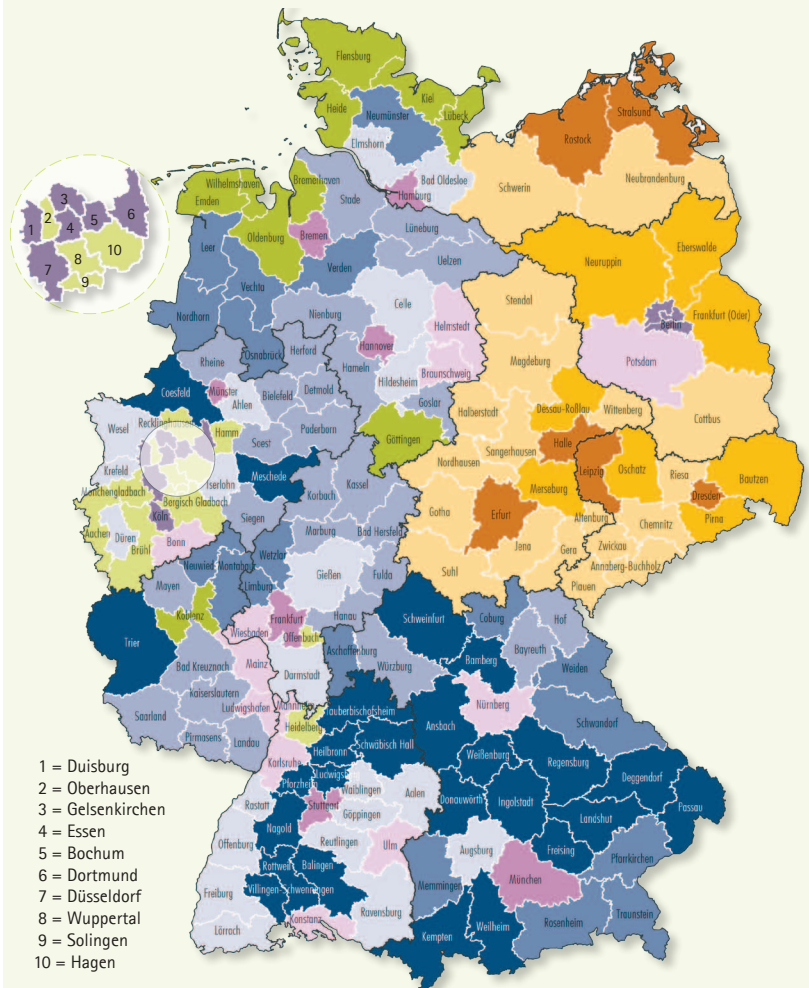 Flensburg
Kiel
Heide
Lübeck
Neumünster
Stralsund
Rostock
Elmshorn
Bad Oldesloe
Hamburg
Schwerin
Neubrandenburg
Wilhelmshaven
Emden
Bremerhaven
Stade
Oldenburg
Bremen
Lüneburg
Leer
Verden
Uelzen
Vechta
Neuruppin
Eberswalde
Nordhorn
Nienburg
Celle
Stendal
Helmstedt
Berlin
Frankfurt (Oder)
Osnabrück
Herford
Hannover
Rheine
Hameln
Hildesheim
Braunschweig
Magdeburg
Potsdam
Coesfeld
Münster
Ahlen
Bielefeld
Detmold
Goslar
Halberstadt
Dessau-Roßlau
Wittenberg
Cottbus
Wesel
Recklinghausen
Hamm
Soest
Paderborn
Göttingen
Sangerhausen
Halle
Nordhausen
Leipzig
Oschatz
Riesa
Bautzen
Krefeld
Iserlohn
Meschede
Korbach
Kassel
Merseburg
Dresden
Mönchengladbach
Bergisch Gladbach
Köln
Siegen
Gotha
Erfurt
Altenburg
Chemnitz
Pirna
Aachen
Düren
Brühl
Bonn
Marburg
Bad Hersfeld
Jena
Gera
Zwickau
Annaberg-Buchholz
Suhl
Plauen
Neuwied
Montabaur
Wetzlar
Gießen
Fulda
Limburg
Mayen
Koblenz
Frankfurt
Hanau
Schweinfurt
Coburg
Hof
Trier
Wiesbaden
Offenbach
Aschaffenburg
Bayreuth
Bad Kreuznach
Mainz
Darmstadt
Würzburg
Bamberg
Weiden
Kaiserslautern
Ludwigshafen
Mannheim
Tauberbischofsheim
Saarland
Heidelberg
Ansbach
Nürnberg
Schwandorf
Pirmasens
Landau
Heilbronn
Schwäbisch Hall
Weißenburg
Regensburg
Karlsruhe
Pforzheim
Ludwigsb
Deggendorf
Rastatt
Waiblingen
Aalen
Donauwörth
Ingolstadt
Passau
Stuttgart
Göppingen
Landshut
Nagold
Offenburg
Reutlingen
Ulm
Augsburg
Freising
Pfarrkirchen
Rottweil
Balingen
München
Freiburg
Villingen-Schwenningen
Memmingen
Lörrach
Konstanz
Ravensburg
Kempten
Weilheim
Rosenheim
Traunstein
1
2
3
4
5
6
7
8
9
10
1 = Duisburg
2 = Oberhausen
3 = Gelsenkirchen
4 = Essen
5 = Bochum
6 = Dortmund
7 = Düsseldorf
8 = Wuppertal
9 = Solingen
10 = Hagen